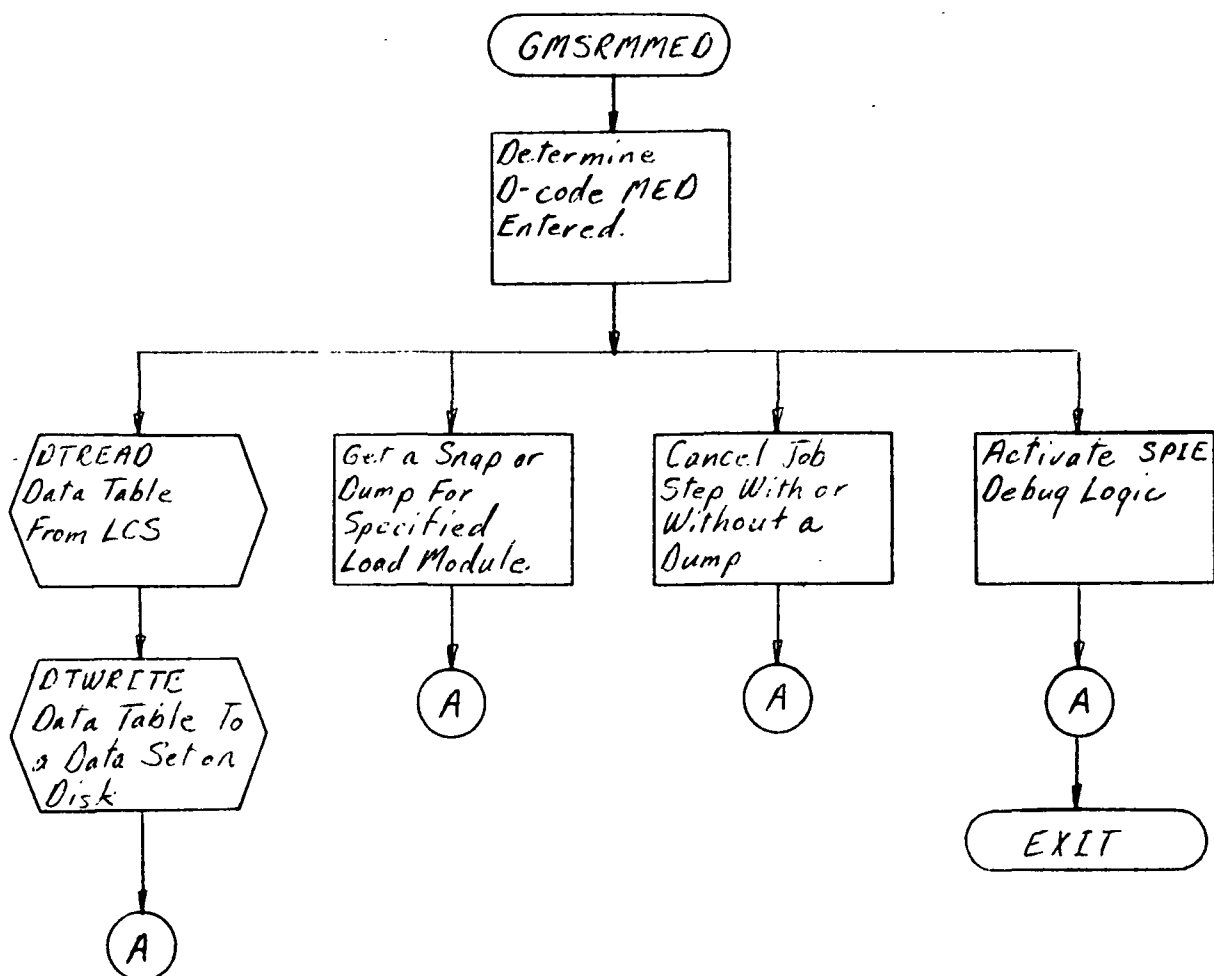 GMSRMMED
Determine
D-code MED
Entered.
DTREAD
Data Table
From LCS
Get a Snap or
Dump For
Specified
Load Module.
Cancel Job
Step With or
Without a
Dump
Activate SPIE
Debug Logic
DTWRITE
Data Table To
a Data Set on
Disk
A
A
A
EXIT
A